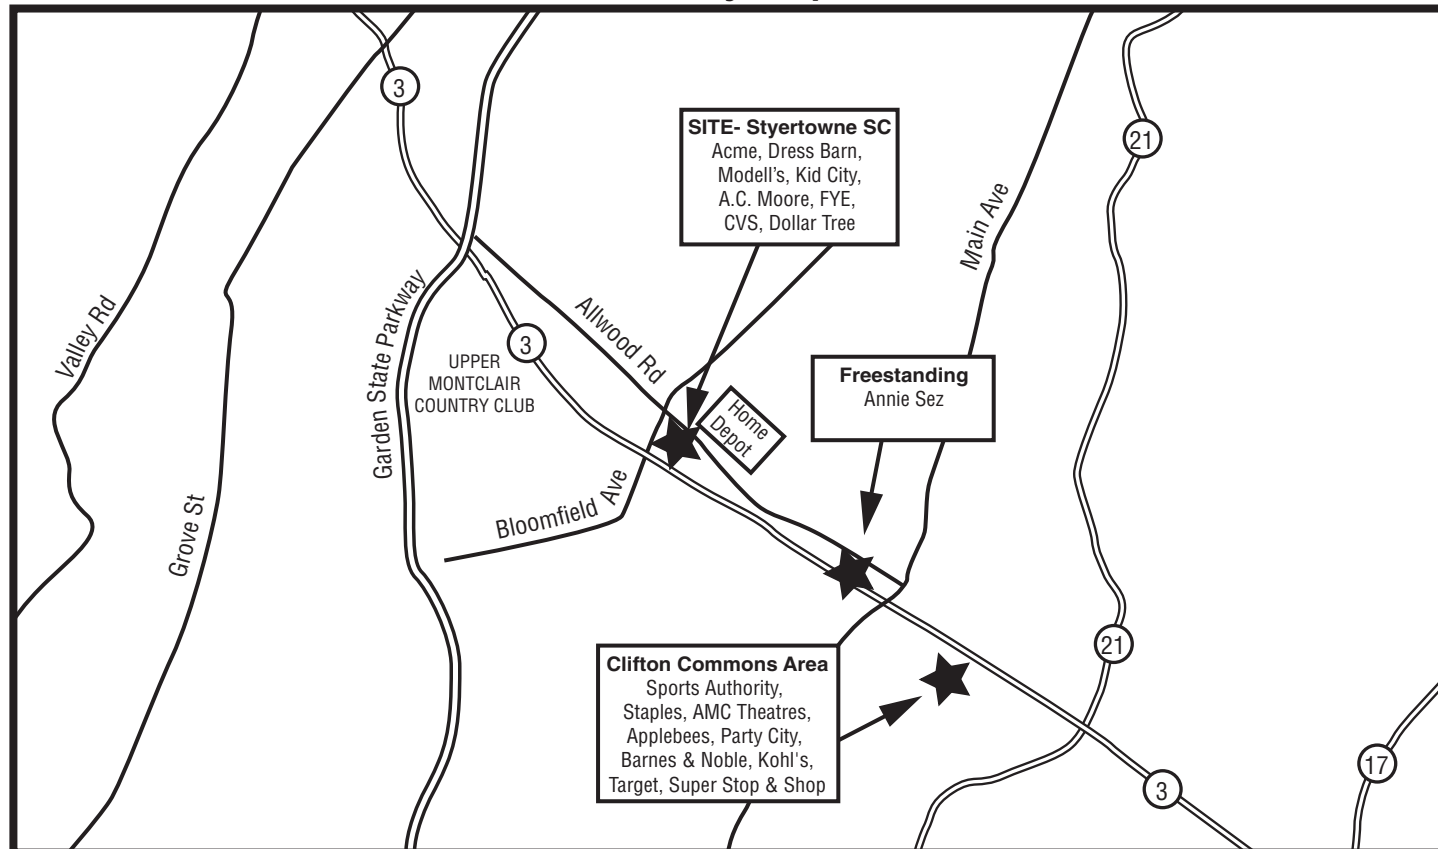 3
SITE- Styertowne SC
Acme, Dress Barn,
Modell's, Kid City,
A.C. Moore, FYE,
CVS, Dollar Tree
21
Main Ave
Valley Rd
Garden State Parkway
Allwood Rd
3
UPPER
MONTCLAIR
COUNTRY CLUB
Freestanding
Annie Sez
Home
Depot
Bloomfield Ave
Grove St
21
Clifton Commons Area
Sports Authority,
Staples, AMC Theatres,
Applebees, Party City,
Barnes & Noble, Kohl's,
Target, Super Stop & Shop
17
3